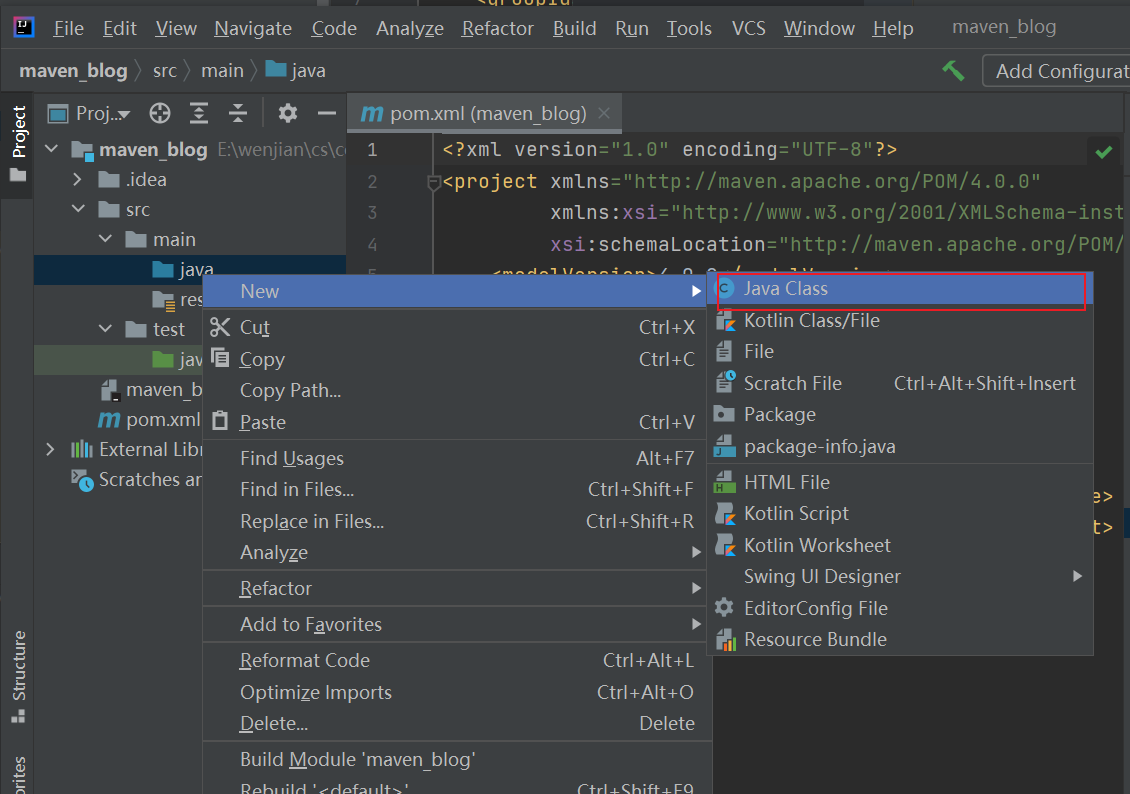 <groupId
File Edit View Navigate Code Analyze Refactor Build Run Tools VCS Window Help maven_blog
maven_blog src main java Add Configurat
Project
Proj...
pom.xml (maven_blog)
maven_blog E:\wenjian\cs\c
.idea
src
main
java
res
test
jav
maven_b
pom.xml
External Libr
Scratches an
Structure
rites
1 <?xml version="1.0" encoding="UTF-8"?>
2 <project xmlns="http://maven.apache.org/POM/4.0.0"
3 xmlns:xsi="http://www.w3.org/2001/XMLSchema-inst
4 xsi:schemaLocation="http://maven.apache.org/POM/
e>
t>
New
Cut Ctrl+X
Copy Ctrl+C
Copy Path...
Paste Ctrl+V
Find Usages Alt+F7
Find in Files... Ctrl+Shift+F
Replace in Files... Ctrl+Shift+R
Analyze
Refactor
Add to Favorites
Reformat Code Ctrl+Alt+L
Optimize Imports Ctrl+Alt+O
Delete... Delete
Build Module 'maven_blog'
Rebuild '<default>' Ctrl+Shift+F9
Java Class
Kotlin Class/File
File
Scratch File Ctrl+Alt+Shift+Insert
Package
package-info.java
HTML File
Kotlin Script
Kotlin Worksheet
Swing UI Designer
EditorConfig File
Resource Bundle